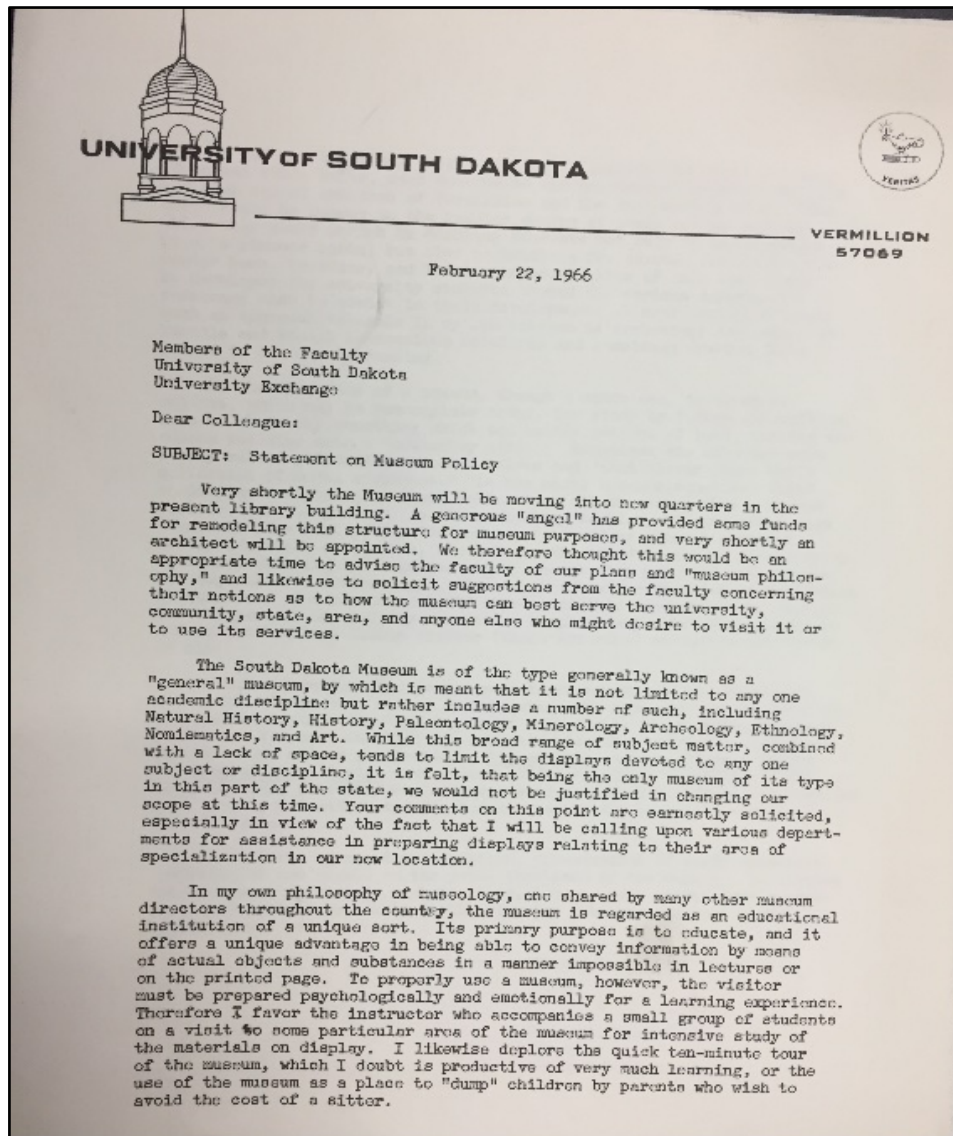 UNIVERSITY OF SOUTH DAKOTA
VERITAS
VERMILLION
57069
February 22, 1966
Members of the Faculty
University of South Dakota
University Exchange
Dear Colleague:
SUBJECT: Statement on Museum Policy
Very shortly the Museum will be moving into new quarters in the
present library building. A generous "angel" has provided some funds
for remodeling this structure for museum purposes, and very shortly an
architect will be appointed. We therefore thought this would be an
appropriate time to advise the faculty of our plans and "museum philos-
ophy," and likewise to solicit suggestions from the faculty concerning
their notions as to how the museum can best serve the university,
community, state, area, and anyone else who might desire to visit it or
to use its services.
The South Dakota Museum is of the type generally known as a
"general" museum, by which is meant that it is not limited to any one
academic discipline but rather includes a number of such, including
Natural History, History, Paleontology, Minerology, Archeology, Ethnology,
Nomismatics, and Art. While this broad range of subject matter, combined
with a lack of space, tends to limit the displays devoted to any one
subject or discipline, it is felt, that being the only museum of its type
in this part of the state, we would not be justified in changing our
scope at this time. Your comments on this point are earnestly solicited,
especially in view of the fact that I will be calling upon various depart-
ments for assistance in preparing displays relating to their area of
specialization in our new location.
In my own philosophy of museology, one shared by many other museum
directors throughout the country, the museum is regarded as an educational
institution of a unique sort. Its primary purpose is to educate, and it
offers a unique advantage in being able to convey information by means
of actual objects and substances in a manner impossible in lectures or
on the printed page. To properly use a museum, however, the visitor
must be prepared psychologically and emotionally for a learning experience.
Therefore I favor the instructor who accompanies a small group of students
on a visit to some particular area of the museum for intensive study of
the materials on display. I likewise deplore the quick ten-minute tour
of the museum, which I doubt is productive of very much learning, or the
use of the museum as a place to "dump" children by parents who wish to
avoid the cost of a sitter.